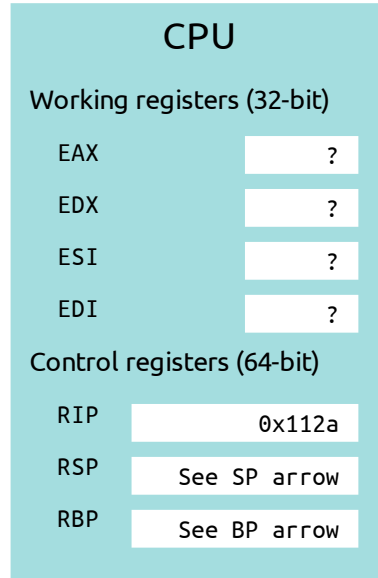 CPU
Working registers (32-bit)
EAX ?
EDX ?
ESI ?
EDI ?
Control registers (64-bit)
RIP 0x112a
RSP See SP arrow
RBP See BP arrow